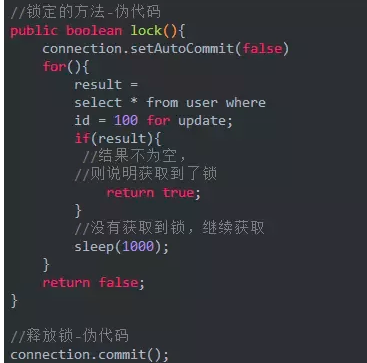 //锁定的方法-伪代码
public boolean lock(){
    connection.setAutoCommit(false)
    for(){
        result =
        select * from user where
        id = 100 for update;
        if(result){
         //结果不为空,
         //则说明获取到了锁
            return true;
        }
        //没有获取到锁,继续获取
        sleep(1000);
    }
    return false;
}

//释放锁-伪代码
connection.commit();